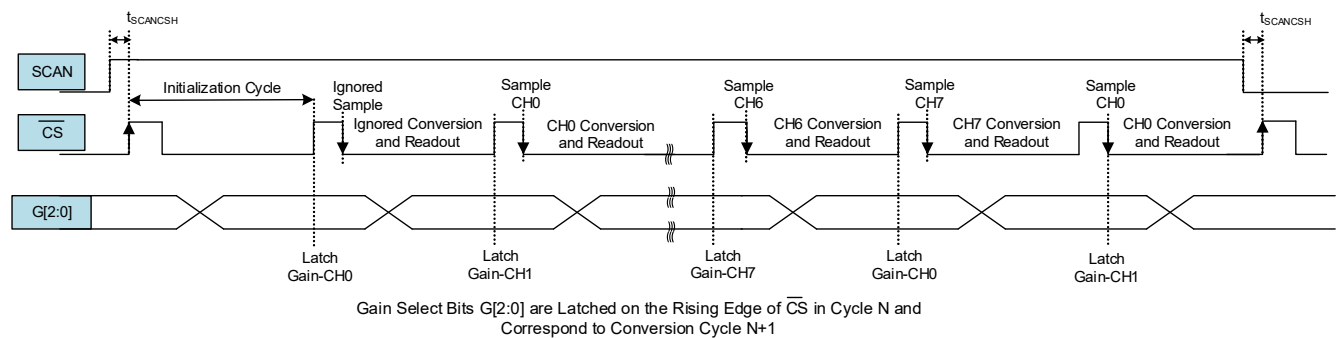 tSCANCSH
tSCANCSH
SCAN
Initialization Cycle
Ignored
Sample
Sample
CH0
Sample
CH6
Sample
CH7
Sample
CH0
CS
Ignored Conversion
and Readout
CH0 Conversion
and Readout
CH6 Conversion
and Readout
CH7 Conversion
and Readout
CH0 Conversion
and Readout
G[2:0]
Latch
Gain-CH0
Latch
Gain-CH1
Latch
Gain-CH7
Latch
Gain-CH0
Latch
Gain-CH1
Gain Select Bits G[2:0] are Latched on the Rising Edge of CS in Cycle N and
Correspond to Conversion Cycle N+1